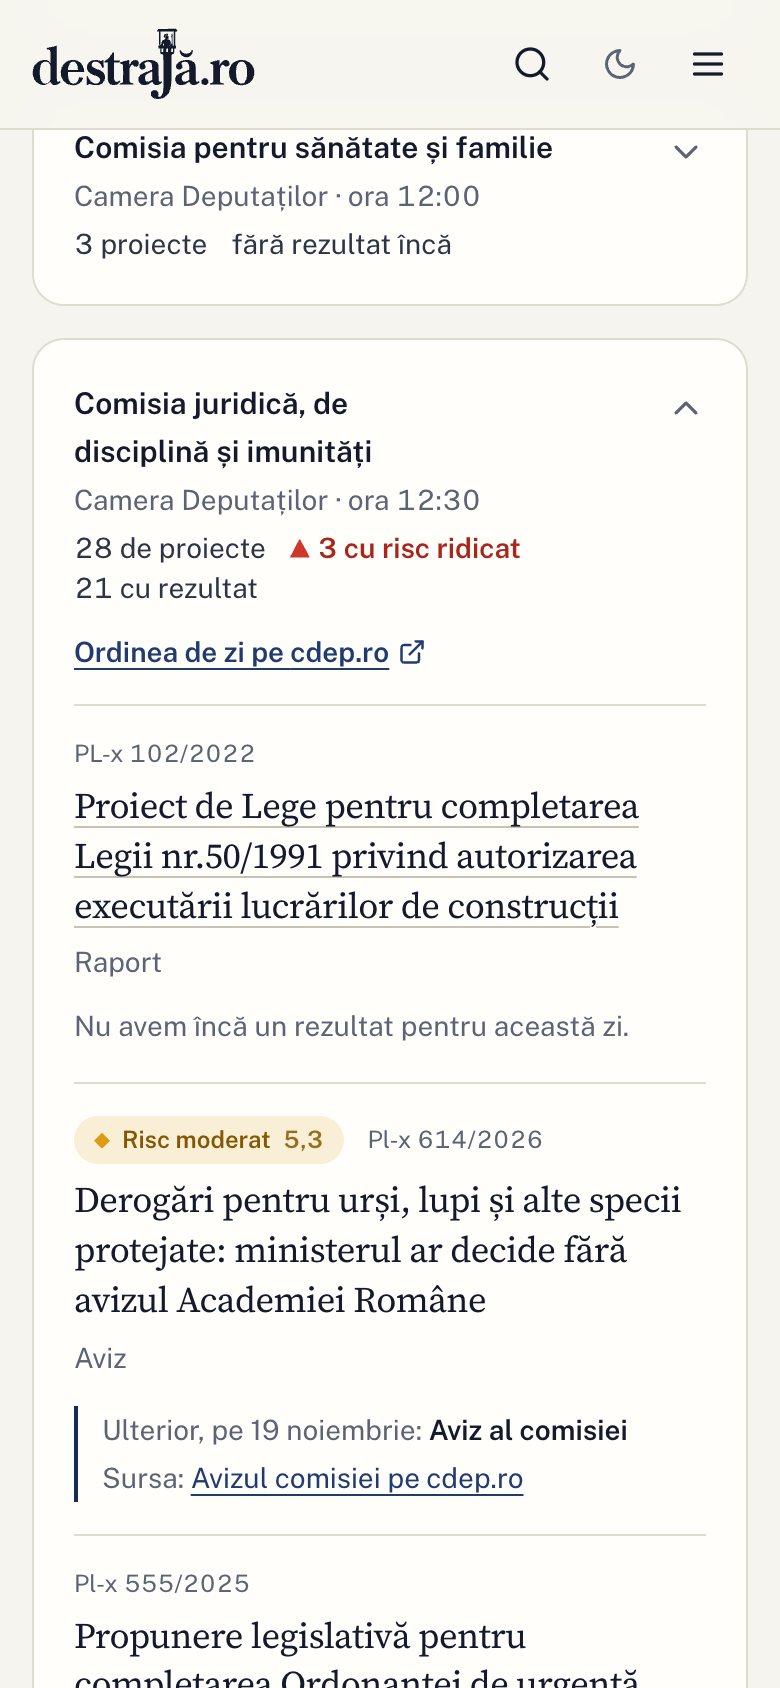 destrajă.ro
Comisia pentru sănătate și familie
Camera Deputaților · ora 12:00
3 proiecte fără rezultat încă
Comisia juridică, de
disciplină și imunități
Camera Deputaților · ora 12:30
28 de proiecte ▲ 3 cu risc ridicat
21 cu rezultat
Ordinea de zi pe cdep.ro
PL-x 102/2022
Proiect de Lege pentru completarea
Legii nr.50/1991 privind autorizarea
executării lucrărilor de construcții
Raport
Nu avem încă un rezultat pentru această zi.
◆ Risc moderat 5,3 Pl-x 614/2026
Derogări pentru urși, lupi și alte specii
protejate: ministerul ar decide fără
avizul Academiei Române
Aviz
Ulterior, pe 19 noiembrie: Aviz al comisiei
Sursa: Avizul comisiei pe cdep.ro
Pl-x 555/2025
Propunere legislativă pentru
completarea Ordonanței de urgență